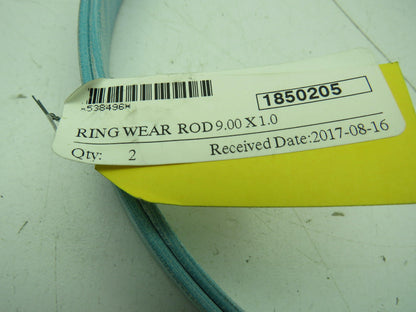 *538496*
1850205
RING WEAR ROD 9.00 X 1.0
Qty: 2 Received Date:2017-08-16